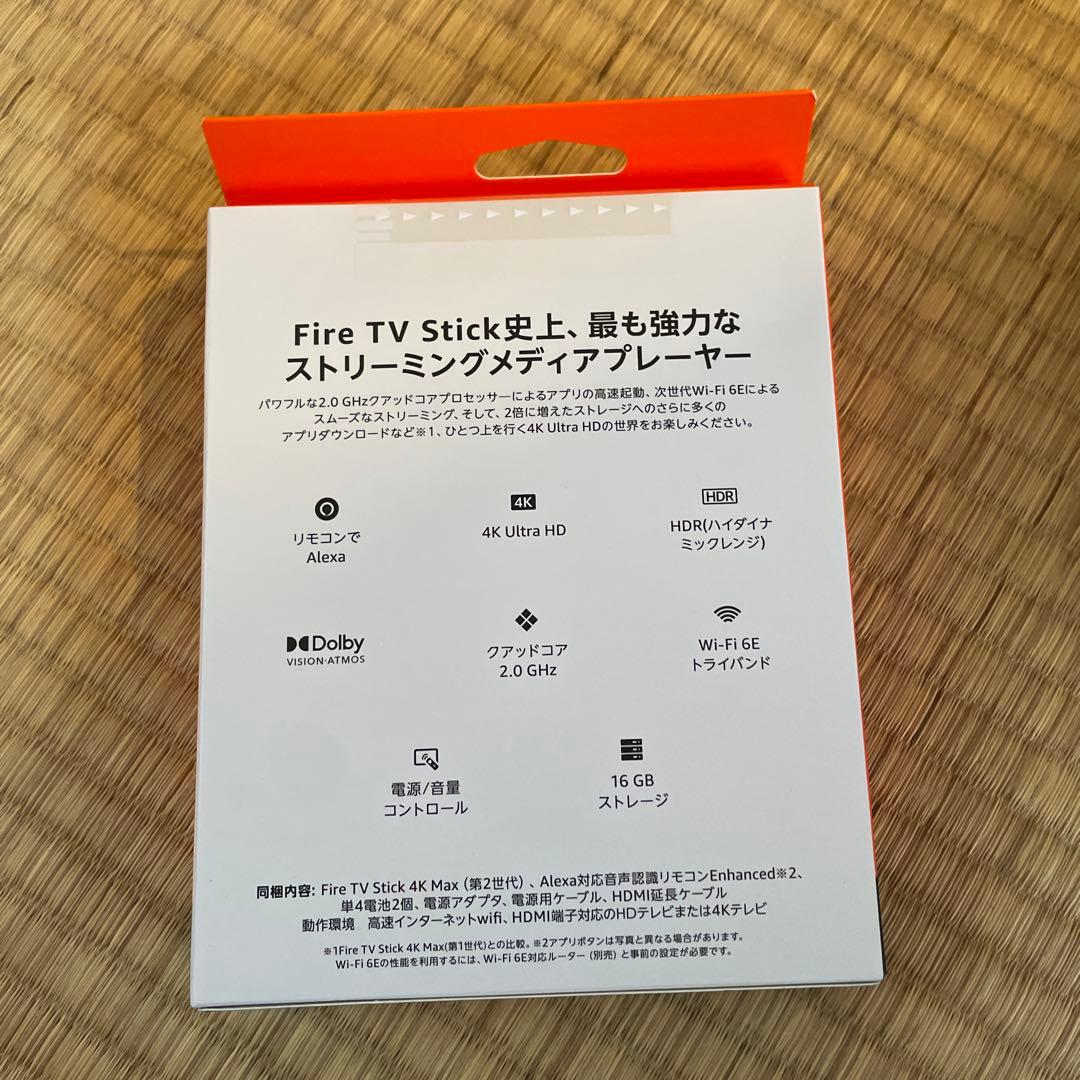 Fire TV Stick史上、最も強力な
ストリーミングメディアプレーヤー
パワフルな2.0 GHzクアッドコアプロセッサーによるアプリの高速起動、次世代Wi-Fi 6Eによる
スムーズなストリーミング、そして、2倍に増えたストレージへのさらに多くの
アプリダウンロードなど※1、ひとつ上を行く4K Ultra HDの世界をお楽しみください。
リモコンで
Alexa
4K
4K Ultra HD
HDR
HDR(ハイダイナ
ミックレンジ)
Dolby
VISION·ATMOS
クアッドコア
2.0 GHz
Wi-Fi 6E
トライバンド
電源/音量
コントロール
16 GB
ストレージ
同梱内容: Fire TV Stick 4K Max（第2世代）、Alexa対応音声認識リモコンEnhanced※2、
単4電池2個、電源アダプタ、電源用ケーブル、HDMI延長ケーブル
動作環境　高速インターネットwifi、HDMI端子対応のHDテレビまたは4Kテレビ
※1Fire TV Stick 4K Max(第1世代)との比較。※2アプリボタンは写真と異なる場合があります。
Wi-Fi 6Eの性能を利用するには、Wi-Fi 6E対応ルーター（別売）と事前の設定が必要です。